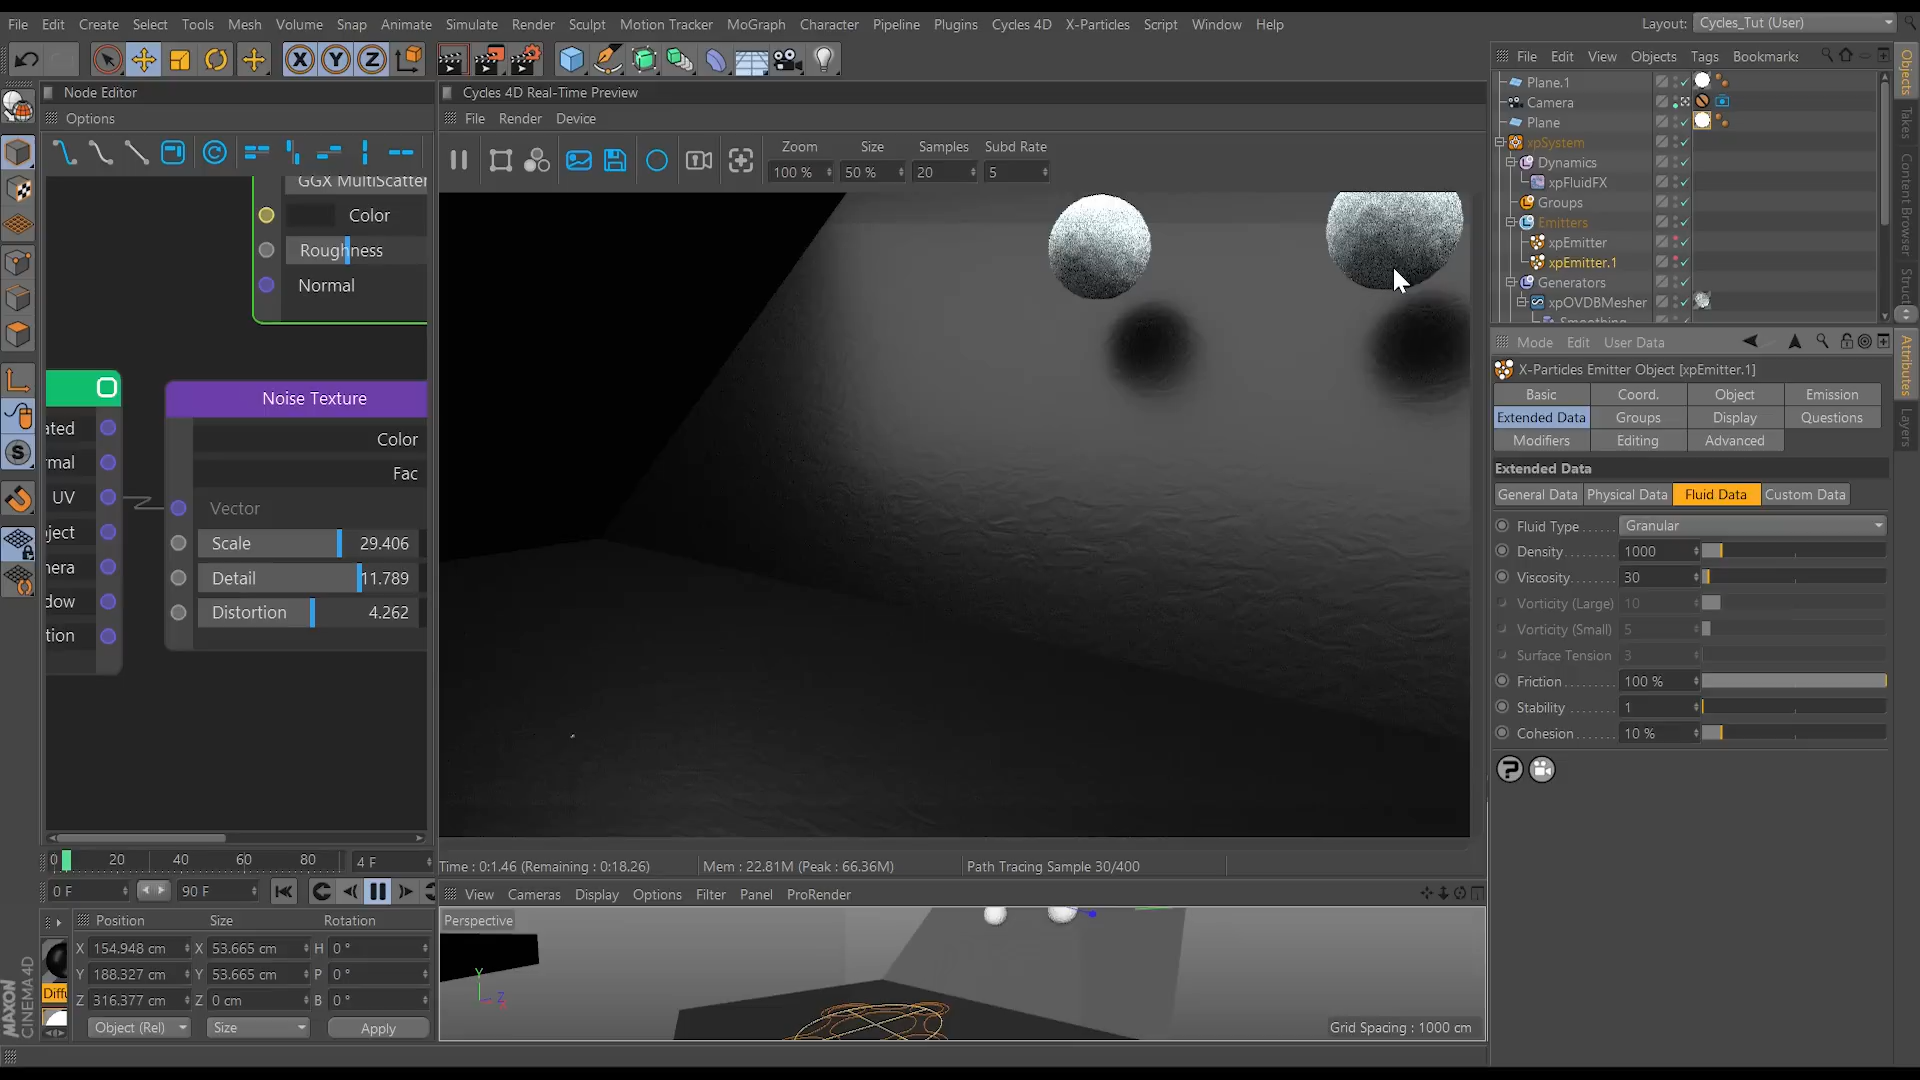 File Edit Create Select Tools Mesh Volume Snap Animate Simulate Render Sculpt Motion Tracker MoGraph Character Pipeline Plugins Cycles 4D X-Particles Script Window Help
Layout: Cycles_Tut (User)
X Y Z
File Edit View Objects Tags Bookmarks
Node Editor
Options
Cycles 4D Real-Time Preview
File Render Device
Zoom Size Samples Subd Rate
100 % 50 % 20 5
GGX MultiScatter
Color
Roughness
Normal
Noise Texture
Color
Fac
Vector
Scale 29.406
Detail 11.789
Distortion 4.262
ated
mal
UV
ject
nera
dow
tion
0 20 40 60 80 4 F
0 F 90 F
Position Size Rotation
X 154.948 cm X 53.665 cm H 0 °
Y 188.327 cm Y 53.665 cm P 0 °
Z 316.377 cm Z 0 cm B 0 °
Object (Rel) Size Apply
Diffu
MAXON
CINEMA 4D
Time : 0:1.46 (Remaining : 0:18.26) Mem : 22.81M (Peak : 66.36M) Path Tracing Sample 30/400
View Cameras Display Options Filter Panel ProRender
Perspective
Y
Z
Grid Spacing : 1000 cm
Plane.1
Camera
Plane
xpSystem
Dynamics
xpFluidFX
Groups
Emitters
xpEmitter
xpEmitter.1
Generators
xpOVDBMesher
Smoothing
Objects
Takes
Content Browser
Struct
Attributes
Layers
Mode Edit User Data
X-Particles Emitter Object [xpEmitter.1]
Basic Coord. Object Emission
Extended Data Groups Display Questions
Modifiers Editing Advanced
Extended Data
General Data Physical Data Fluid Data Custom Data
Fluid Type Granular
Density 1000
Viscosity 30
Vorticity (Large) 10
Vorticity (Small) 5
Surface Tension 3
Friction 100 %
Stability 1
Cohesion 10 %